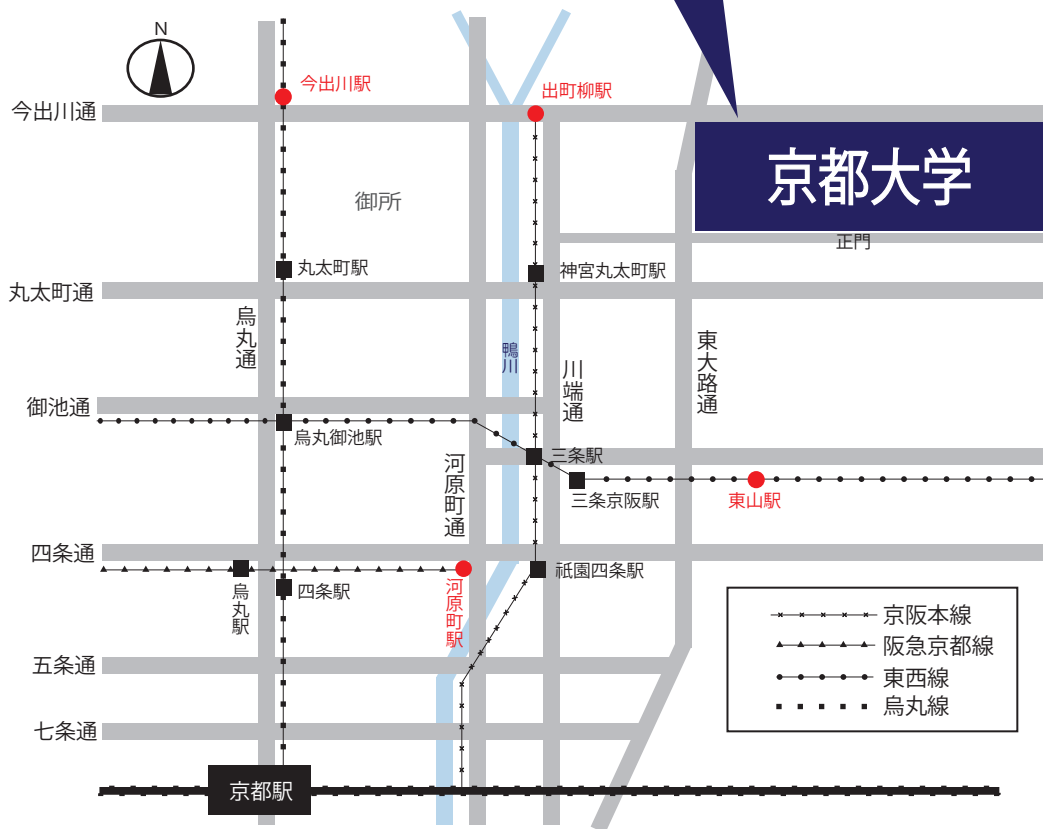 N
今出川駅
出町柳駅
今出川通
京都大学
御所
正門
丸太町駅
神宮丸太町駅
丸太町通
烏丸通
鴨川
川端通
東大路通
御池通
烏丸御池駅
河原町通
三条駅
三条京阪駅
東山駅
四条通
烏丸駅
四条駅
河原町駅
祇園四条駅
京阪本線
阪急京都線
東西線
烏丸線
五条通
七条通
京都駅